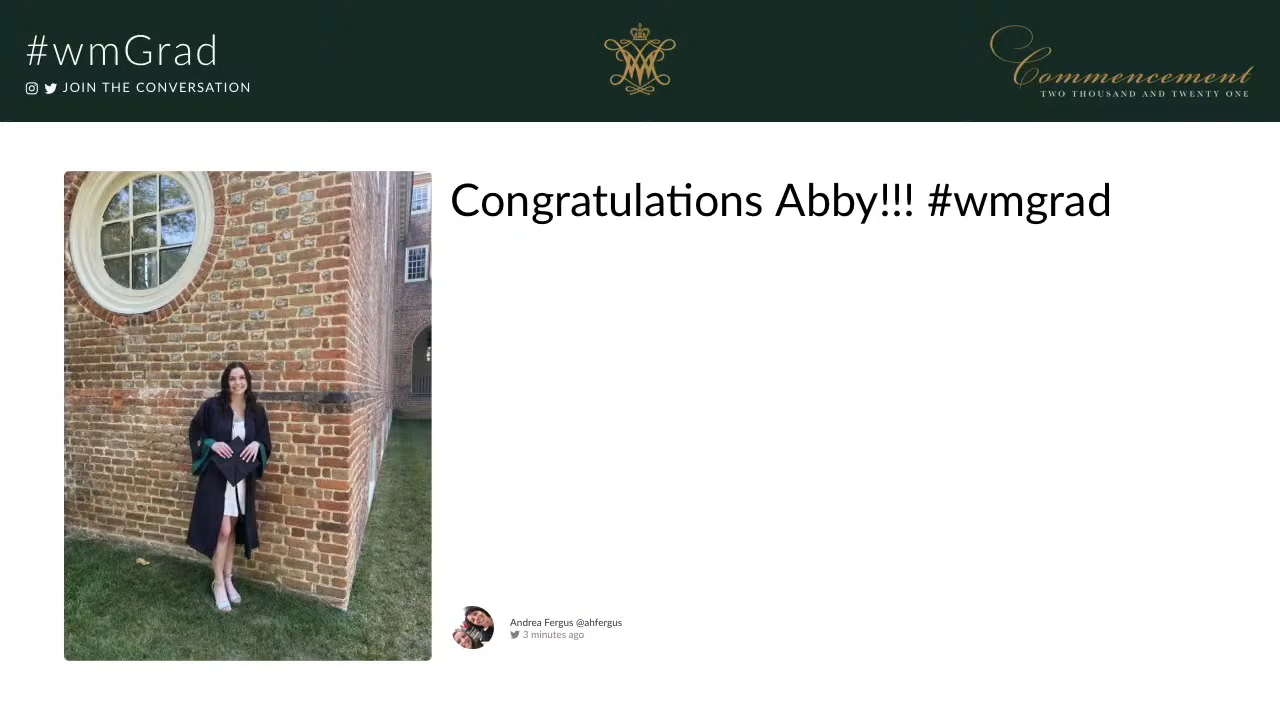 #wmGrad
JOIN THE CONVERSATION
Commencement
TWO THOUSAND AND TWENTY ONE
Congratulations Abby!!! #wmgrad
Andrea Fergus @ahfergus
3 minutes ago